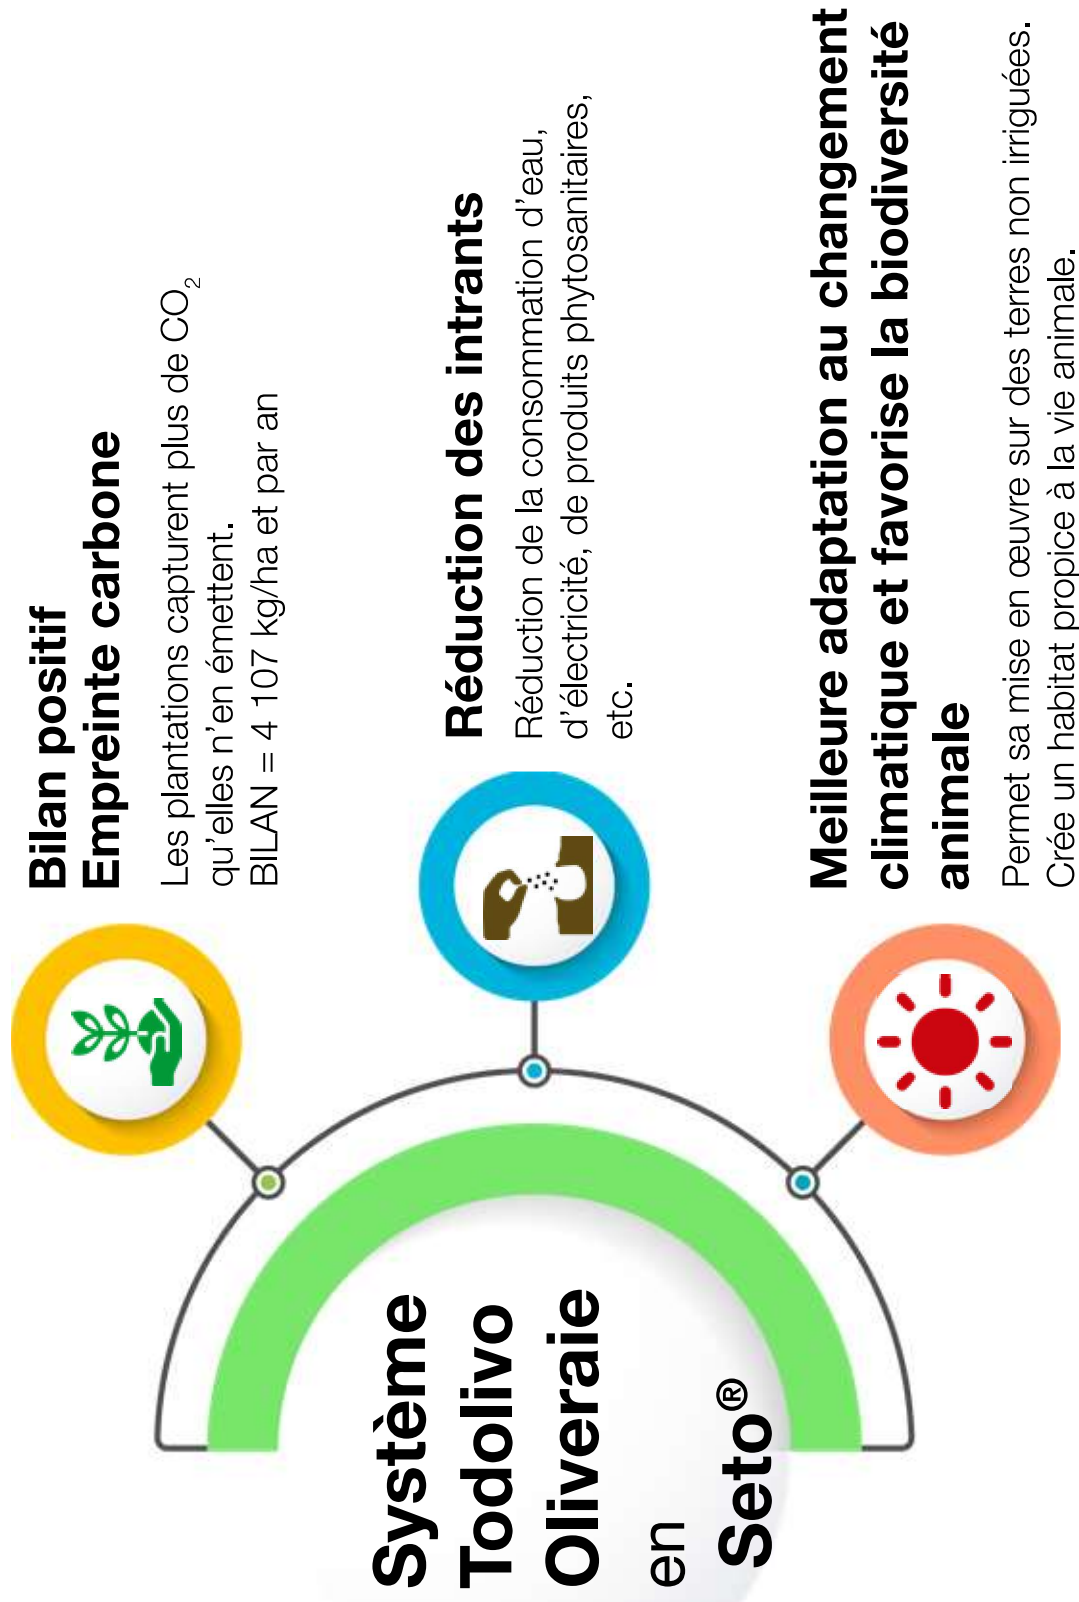 Système
Todolivo
Oliveraie
en
Seto®
Bilan positif
Empreinte carbone
Les plantations capturent plus de CO₂
qu’elles n’en émettent.
BILAN = 4 107 kg/ha et par an
Réduction des intrants
Réduction de la consommation d’eau,
d’électricité, de produits phytosanitaires,
etc.
Meilleure adaptation au changement
climatique et favorise la biodiversité
animale
Permet sa mise en œuvre sur des terres non irriguées.
Crée un habitat propice à la vie animale.